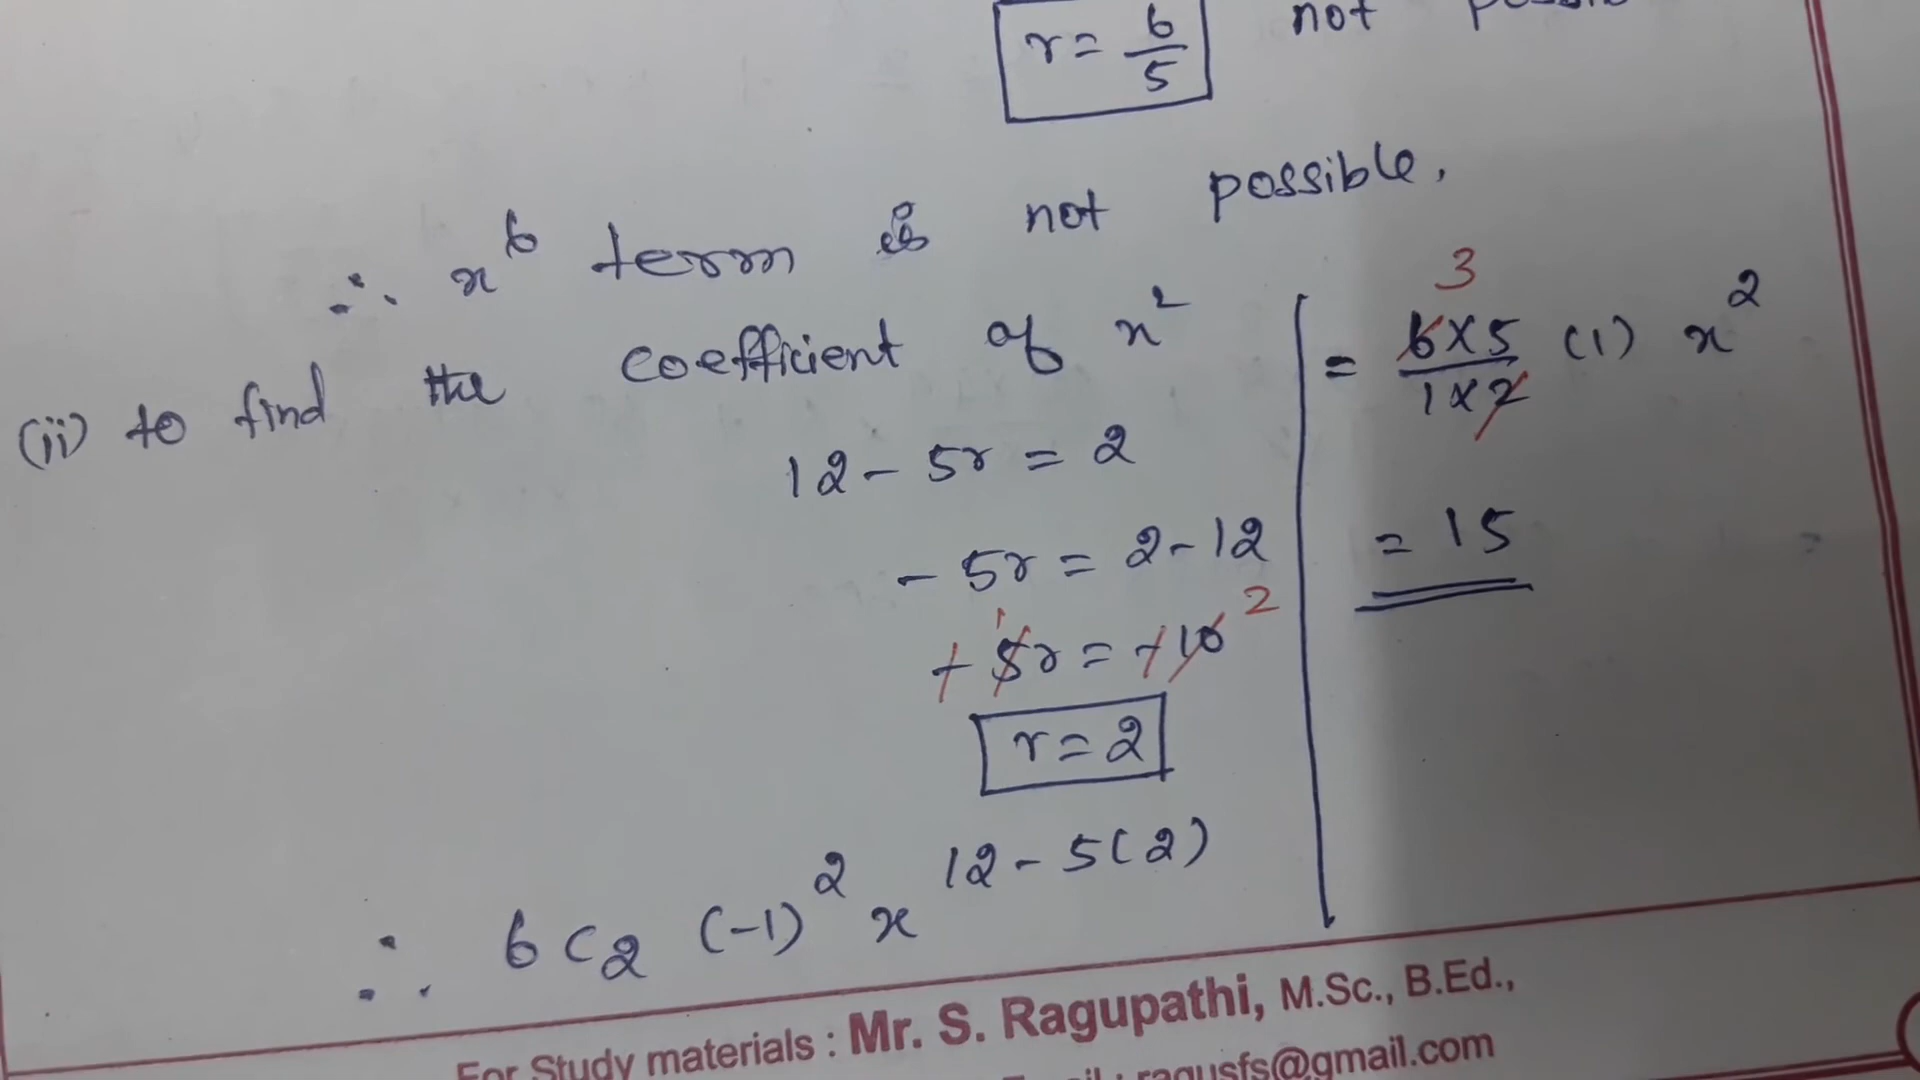 r = 6/5 not
∴ x^6 term is not possible.
(ii) to find the coefficient of x^2
12 - 5r = 2
- 5r = 2 - 12
+ 5r = + 10 2
r = 2
∴ 6C2 (-1)^2 x^12-5(2)
3
= 6×5/1×2 (1) x^2
= 15
For Study materials : Mr. S. Ragupathi, M.Sc., B.Ed.,
ragusfs@gmail.com